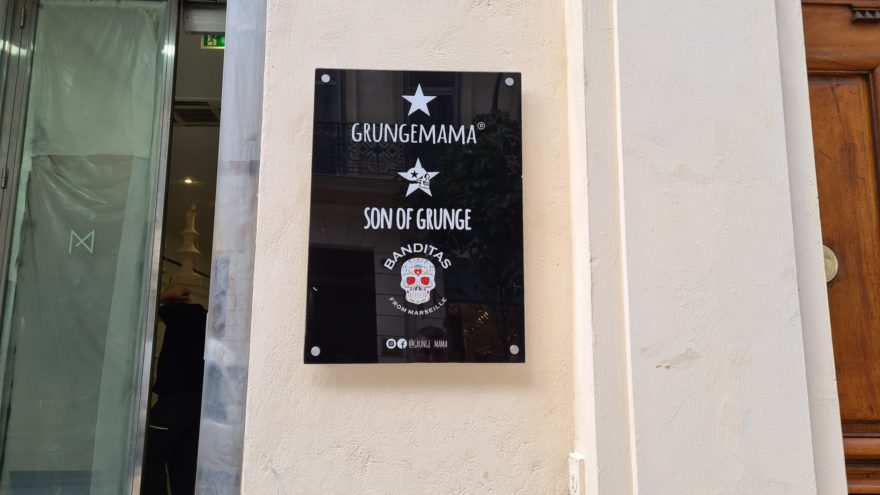 GRUNGEMAMA®
SON OF GRUNGE
BANDITAS
FROM MARSEILLE
@GRUNGE_MAMA